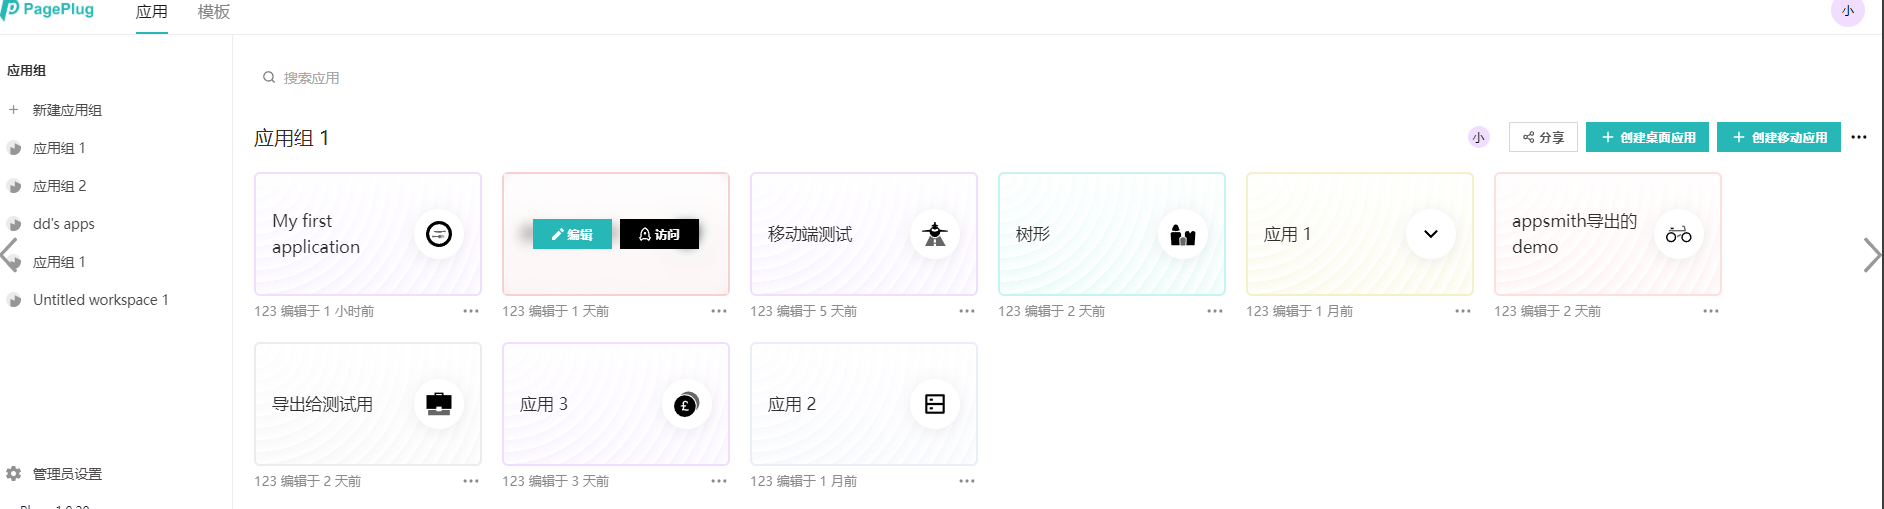 PagePlug
应用
模板
小
应用组
新建应用组
应用组 1
应用组 2
dd's apps
应用组 1
Untitled workspace 1
管理员设置
搜索应用
应用组 1
小
分享
创建桌面应用
创建移动应用
My first
application
123 编辑于 1 小时前
编辑
访问
123 编辑于 1 天前
移动端测试
123 编辑于 5 天前
树形
123 编辑于 2 天前
应用 1
123 编辑于 1 月前
appsmith导出的
demo
123 编辑于 2 天前
导出给测试用
123 编辑于 2 天前
应用 3
123 编辑于 3 天前
应用 2
123 编辑于 1 月前